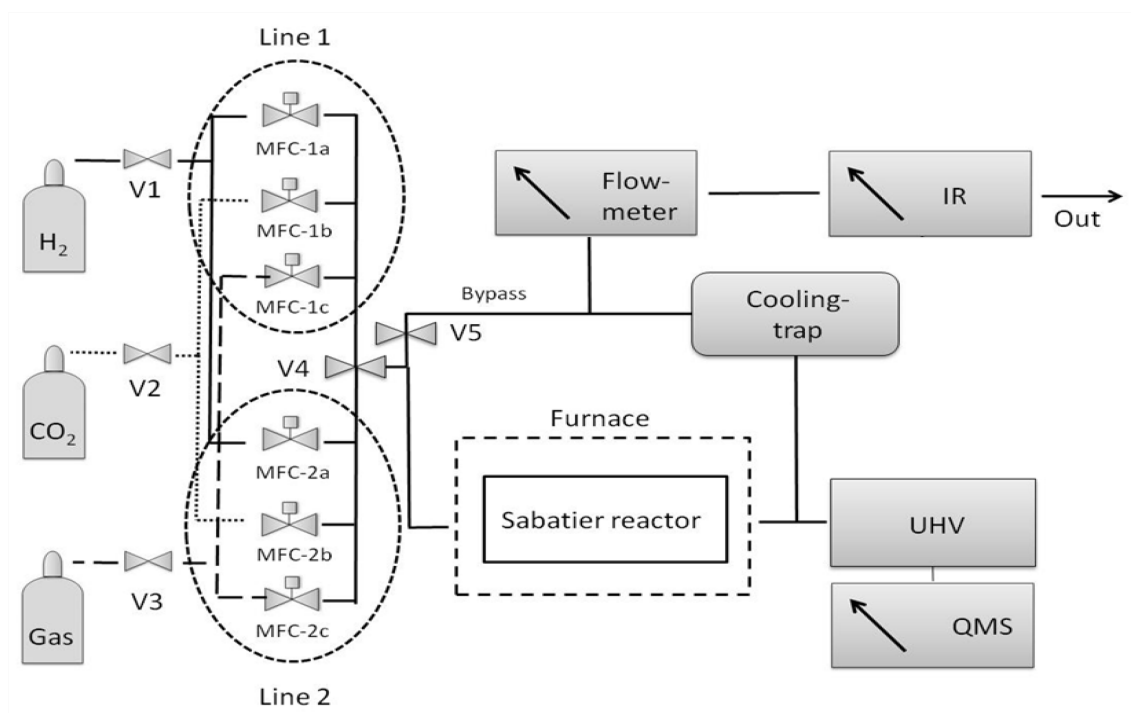 Line 1
MFC-1a
V1
H2
MFC-1b
MFC-1c
Flow-
meter
IR
Out
Bypass
Cooling-
trap
V5
V4
V2
CO2
Furnace
MFC-2a
Sabatier reactor
MFC-2b
UHV
V3
MFC-2c
Gas
QMS
Line 2